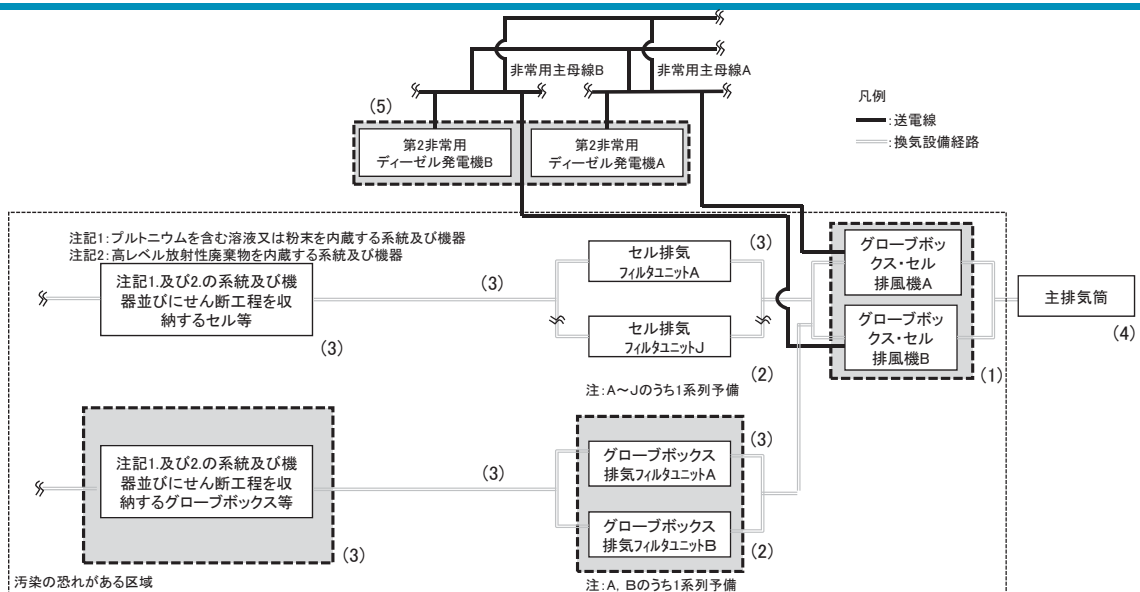 非常用主母線B
非常用主母線A
凡例
:送電線
:換気設備経路
(5)
第2非常用
ディーゼル発電機B
第2非常用
ディーゼル発電機A
注記1:プルトニウムを含む溶液又は粉末を内蔵する系統及び機器
注記2:高レベル放射性廃棄物を内蔵する系統及び機器
注記1.及び2.の系統及び機
器並びにせん断工程を収
納するセル等
(3)
(3)
セル排気
フィルタユニットA
(3)
セル排気
フィルタユニットJ
(2)
注:A~Jのうち1系列予備
グローブボッ
クス・セル
排風機A
グローブボッ
クス・セル
排風機B
(1)
主排気筒
(4)
注記1.及び2.の系統及び機
器並びにせん断工程を収
納するグローブボックス等
(3)
(3)
グローブボックス
排気フィルタユニットA
(3)
グローブボックス
排気フィルタユニットB
(2)
注:A, Bのうち1系列予備
汚染の恐れがある区域